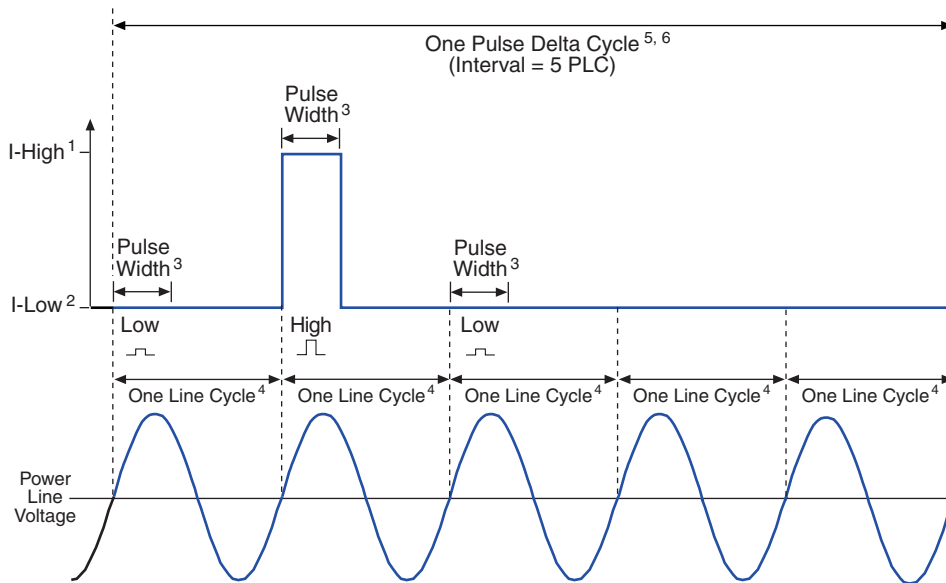 One Pulse Delta Cycle 5, 6
(Interval = 5 PLC)
Pulse
Width 3
I-High 1
Pulse
Width 3
Pulse
Width 3
I-Low 2
Low
High
Low
One Line Cycle 4
One Line Cycle 4
One Line Cycle 4
One Line Cycle 4
One Line Cycle 4
Power
Line
Voltage